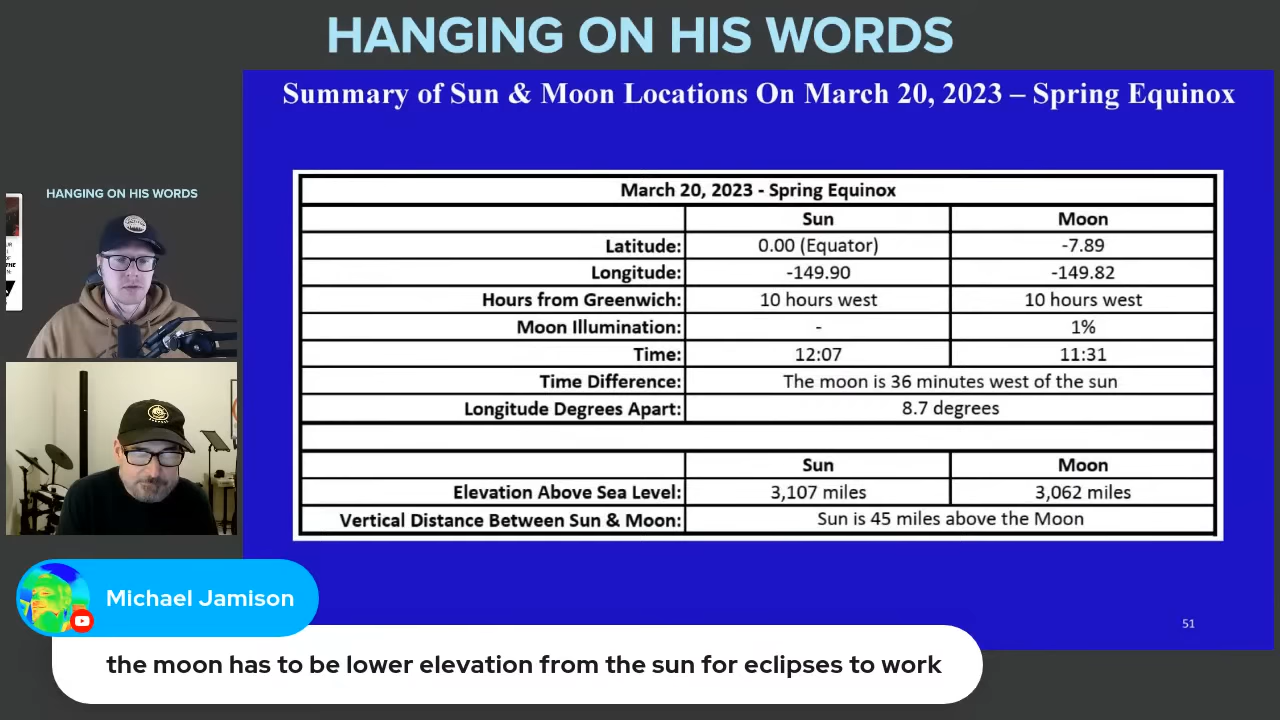 HANGING ON HIS WORDS
Summary of Sun & Moon Locations On March 20, 2023 – Spring Equinox
HANGING ON HIS WORDS
March 20, 2023 - Spring Equinox
Sun Moon
Latitude: 0.00 (Equator) -7.89
Longitude: -149.90 -149.82
Hours from Greenwich: 10 hours west 10 hours west
Moon Illumination: - 1%
Time: 12:07 11:31
Time Difference: The moon is 36 minutes west of the sun
Longitude Degrees Apart: 8.7 degrees
Sun Moon
Elevation Above Sea Level: 3,107 miles 3,062 miles
Vertical Distance Between Sun & Moon: Sun is 45 miles above the Moon
51
Michael Jamison
the moon has to be lower elevation from the sun for eclipses to work